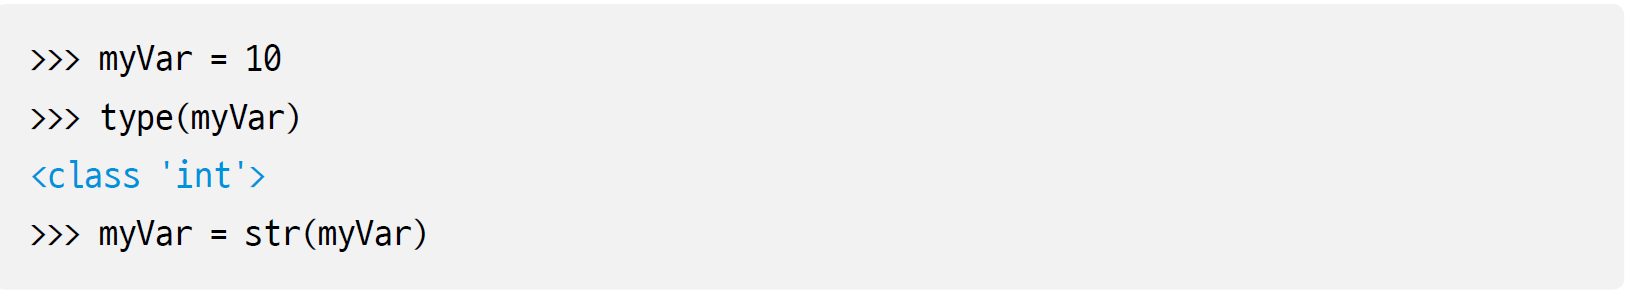 >>> myVar = 10
>>> type(myVar)
<class 'int'>
>>> myVar = str(myVar)